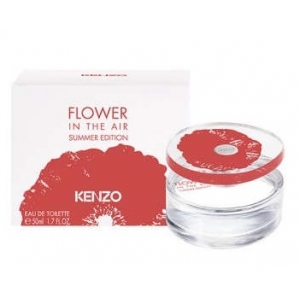 KENZO
FLOWER
IN THE AIR
SUMMER EDITION
KENZO
EAU DE TOILETTE
50ml 1.7 FL.OZ